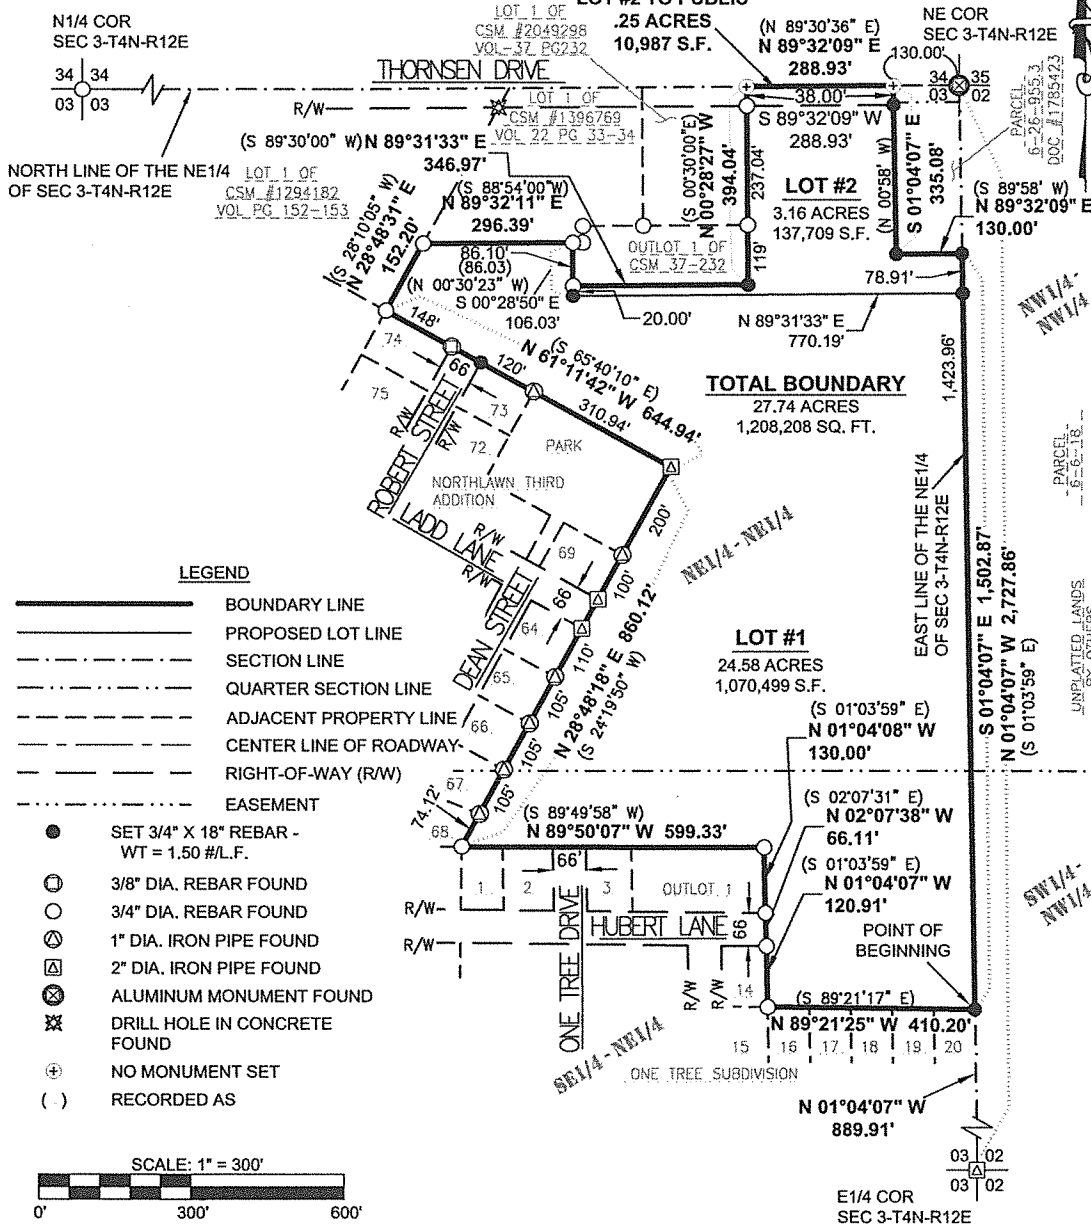 LOT #2 TO PUBLIC
.25 ACRES
10,987 S.F.
N1/4 COR
SEC 3-T4N-R12E
34 34
03 03
LOT 1 OF
CSM #2049298
VOL-37 PG232
(N 89°30'36" E)
N 89°32'09" E
288.93'
NE COR
SEC 3-T4N-R12E
130.00'
34 35
03 02
PARCEL
6-26-955.3
DOC #1785423
THORNSEN DRIVE
R/W
LOT 1 OF
CSM #1396769
VOL 22 PG 33-34
38.00'
S 89°32'09" W
288.93'
NORTH LINE OF THE NE1/4
OF SEC 3-T4N-R12E
(S 89°30'00" W) N 89°31'33" E
346.97'
LOT 1 OF
CSM #1294182
VOL PG 152-153
(S 88°54'00"W)
N 89°32'11" E
296.39'
(S 28°10'05" W)
N 28°48'31" E
152.20'
(S 00°30'00"E)
N 00°28'27" W
394.04'
237.04'
119'
LOT #2
3.16 ACRES
137,709 S.F.
(N 00°58' W)
S 01°04'07" E
335.08'
(S 89°58' W)
N 89°32'09" E
130.00'
OUTLOT 1 OF
CSM 37-232
86.10'
(86.03)
(N 00°30'23" W)
S 00°28'50" E
106.03'
20.00'
78.91'
N 89°31'33" E
770.19'
NW1/4-
NW1/4
148'
74
75
66
120'
(S 65°40'10" E)
N 61°11'42" W 644.94'
310.94'
TOTAL BOUNDARY
27.74 ACRES
1,208,208 SQ. FT.
1,423.96'
R/W
ROBERT STREET
R/W
73
72
PARK
NORTHLAWN THIRD
ADDITION
PARCEL
6-6-18
LADD LANE
R/W
R/W
200'
NE1/4 - NE1/4
EAST LINE OF THE NE1/4
OF SEC 3-T4N-R12E
S 01°04'07" E 1,502.87'
N 01°04'07" W 2,727.86'
(S 01°03'59" E)
UNPLATTED LANDS
BY OTHERS
69
66
100'
DEAN STREET
64
65
66
67
68
110'
105'
105'
105'
74.12'
N 28°48'18" E 860.12'
(S 24°19'50" W)
LOT #1
24.58 ACRES
1,070,499 S.F.
LEGEND
BOUNDARY LINE
PROPOSED LOT LINE
SECTION LINE
QUARTER SECTION LINE
ADJACENT PROPERTY LINE
CENTER LINE OF ROADWAY
RIGHT-OF-WAY (R/W)
EASEMENT
SET 3/4" X 18" REBAR -
WT = 1.50 #/L.F.
3/8" DIA. REBAR FOUND
3/4" DIA. REBAR FOUND
1" DIA. IRON PIPE FOUND
2" DIA. IRON PIPE FOUND
ALUMINUM MONUMENT FOUND
DRILL HOLE IN CONCRETE
FOUND
NO MONUMENT SET
( ) RECORDED AS
(S 01°03'59" E)
N 01°04'08" W
130.00'
(S 02°07'31" E)
N 02°07'38" W
66.11'
(S 01°03'59" E)
N 01°04'07" W
120.91'
(S 89°49'58" W)
N 89°50'07" W 599.33'
66'
1
2
3
OUTLOT 1
R/W
R/W
HUBERT LANE
66
ONE TREE DRIVE
R/W
R/W
14
POINT OF
BEGINNING
SW1/4-
NW1/4
(S 89°21'17" E)
N 89°21'25" W 410.20'
15 16 17 18 19 20
SE1/4 - NE1/4
ONE TREE SUBDIVISION
N 01°04'07" W
889.91'
03 02
03 02
E1/4 COR
SEC 3-T4N-R12E
SCALE: 1" = 300'
0' 300' 600'